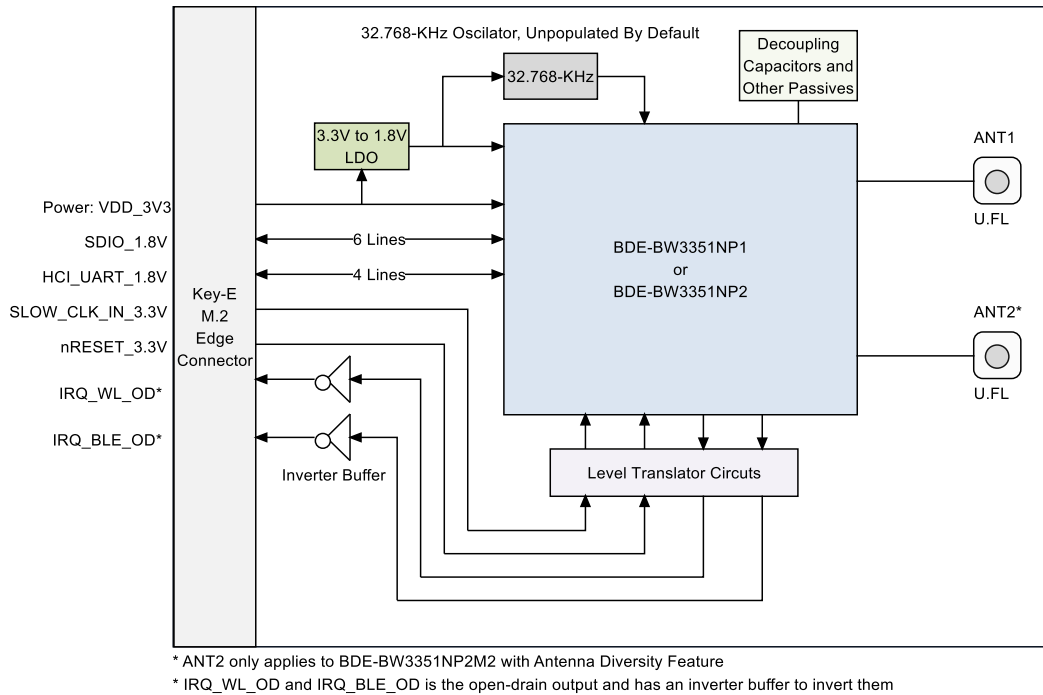 32.768-KHz Oscilator, Unpopulated By Default
Decoupling
Capacitors and
Other Passives
32.768-KHz
3.3V to 1.8V
LDO
ANT1
U.FL
Power: VDD_3V3
SDIO_1.8V
6 Lines
HCI_UART_1.8V
4 Lines
BDE-BW3351NP1
or
BDE-BW3351NP2
Key-E
M.2
Edge
Connector
SLOW_CLK_IN_3.3V
nRESET_3.3V
ANT2*
U.FL
IRQ_WL_OD*
IRQ_BLE_OD*
Inverter Buffer
Level Translator Circuts
* ANT2 only applies to BDE-BW3351NP2M2 with Antenna Diversity Feature
* IRQ_WL_OD and IRQ_BLE_OD is the open-drain output and has an inverter buffer to invert them